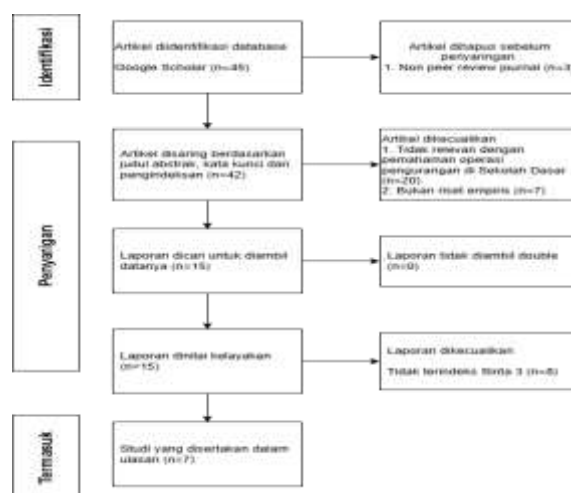 Identifikasi
Artikel diidentifikasi database
Google Scholar (n=45)
Artikel dihapus sebelum
penyaringan
1. Non peer review journal (n=3
Penyarigan
Artikel disaring berdasarkan
judul abstrak, kata kunci dan
pengindeksan (n=42)
Artikel dikecualikan
1. Tidak relevan dengan
pemahaman operasi
pengurangan di Sekolah Dasar
(n=20)
2. Bukan riset empiris (n=7)
Laporan dicari untuk diambil
datanya (n=15)
Laporan tidak diambil double
(n=0)
Laporan dinilai kelayakan
(n=15)
Laporan dikecualikan
Tidak terindeks Sinta 3 (n=8)
Termasuk
Studi yang disertakan dalam
ulasan (n=7)